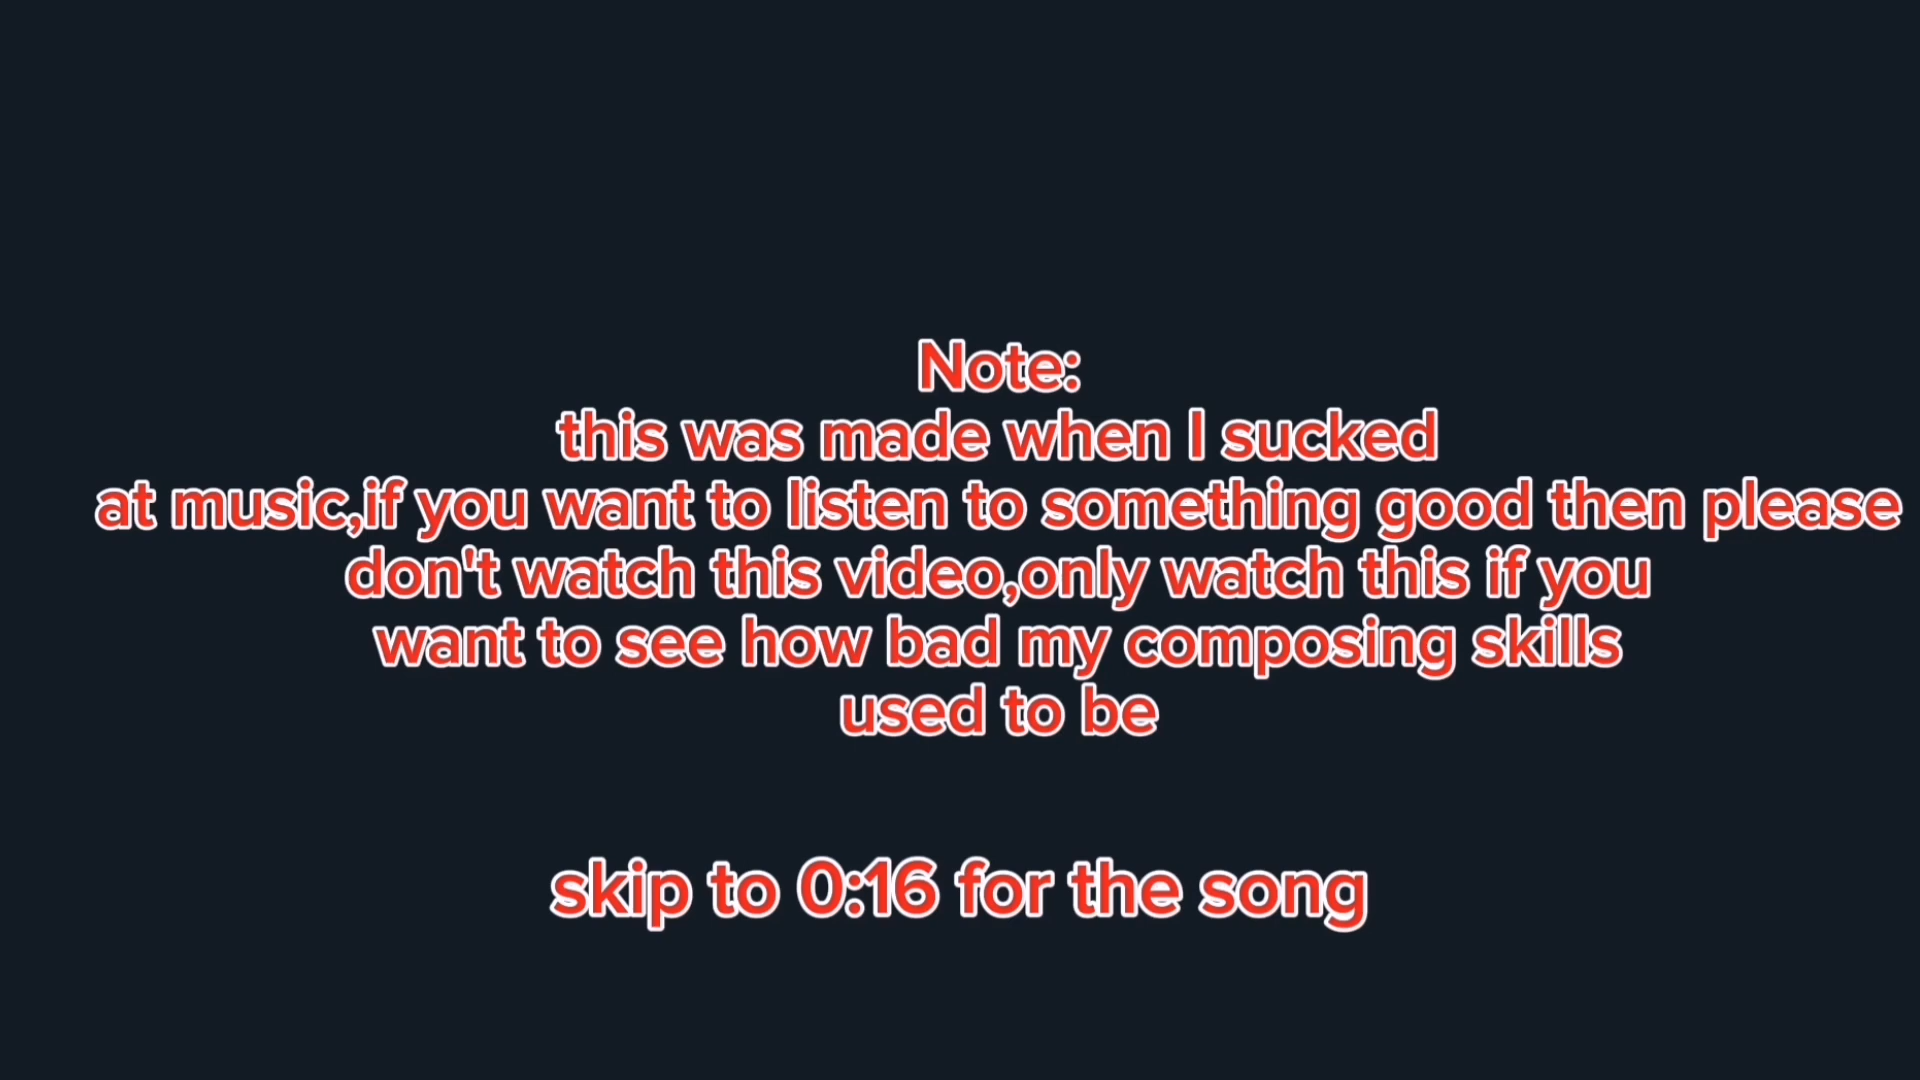 Note:
this was made when I sucked
at music,if you want to listen to something good then please
don't watch this video,only watch this if you
want to see how bad my composing skills
used to be
skip to 0:16 for the song